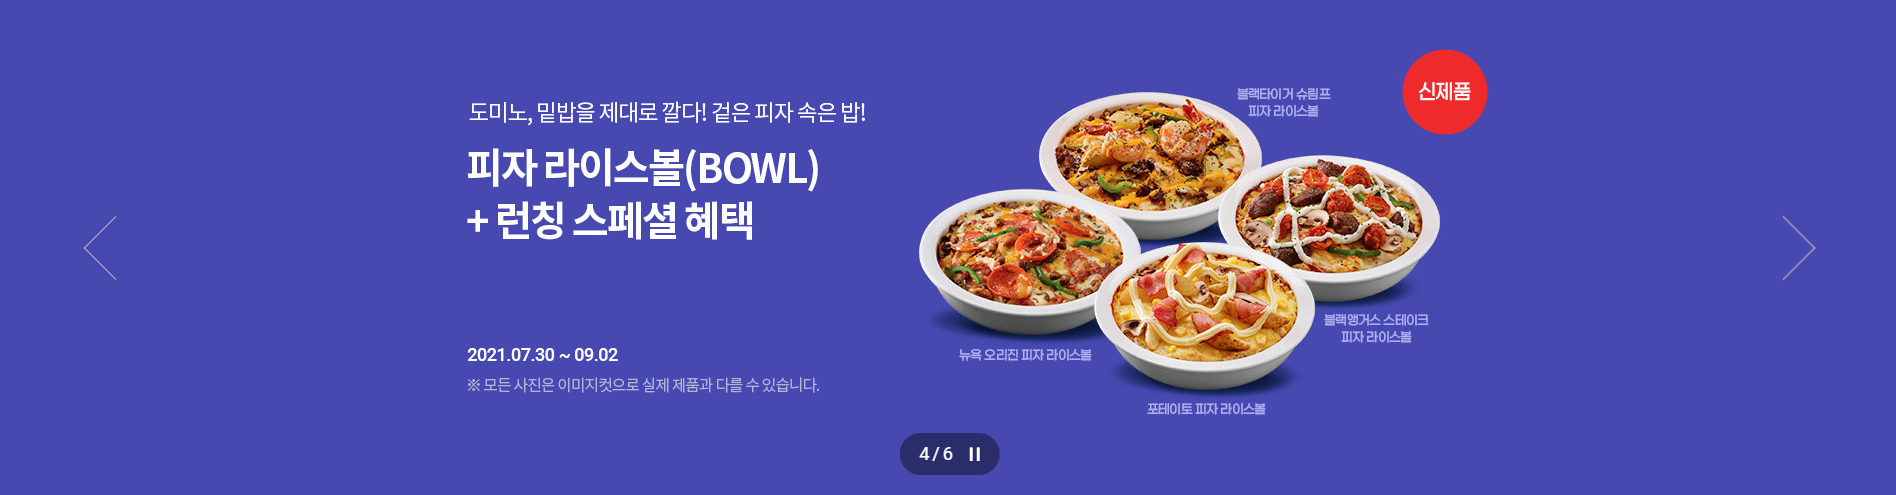 도미노, 밑밥을 제대로 깔다! 겉은 피자 속은 밥!
피자 라이스볼(BOWL)
+ 런칭 스페셜 혜택
2021.07.30 ~ 09.02
※ 모든 사진은 이미지컷으로 실제 제품과 다를 수 있습니다.
신제품
블랙타이거 슈림프
피자 라이스볼
블랙앵거스 스테이크
피자 라이스볼
뉴욕 오리진 피자 라이스볼
포테이토 피자 라이스볼
4 / 6